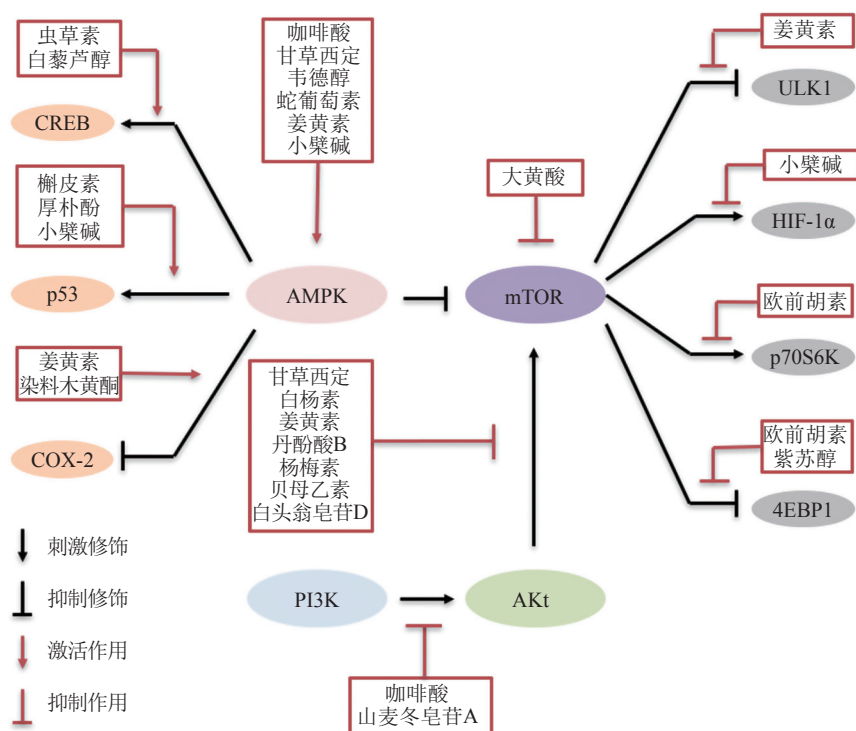 虫草素
白藜芦醇
CREB
槲皮素
厚朴酚
小檗碱
p53
姜黄素
染料木黄酮
COX-2
咖啡酸
甘草西定
韦德醇
蛇葡萄素
姜黄素
小檗碱
AMPK
大黄酸
mTOR
姜黄素
ULK1
小檗碱
HIF-1α
欧前胡素
p70S6K
欧前胡素
紫苏醇
4EBP1
甘草西定
白杨素
姜黄素
丹酚酸B
杨梅素
贝母乙素
白头翁皂苷D
PI3K
AKt
咖啡酸
山麦冬皂苷A
刺激修饰
抑制修饰
激活作用
抑制作用